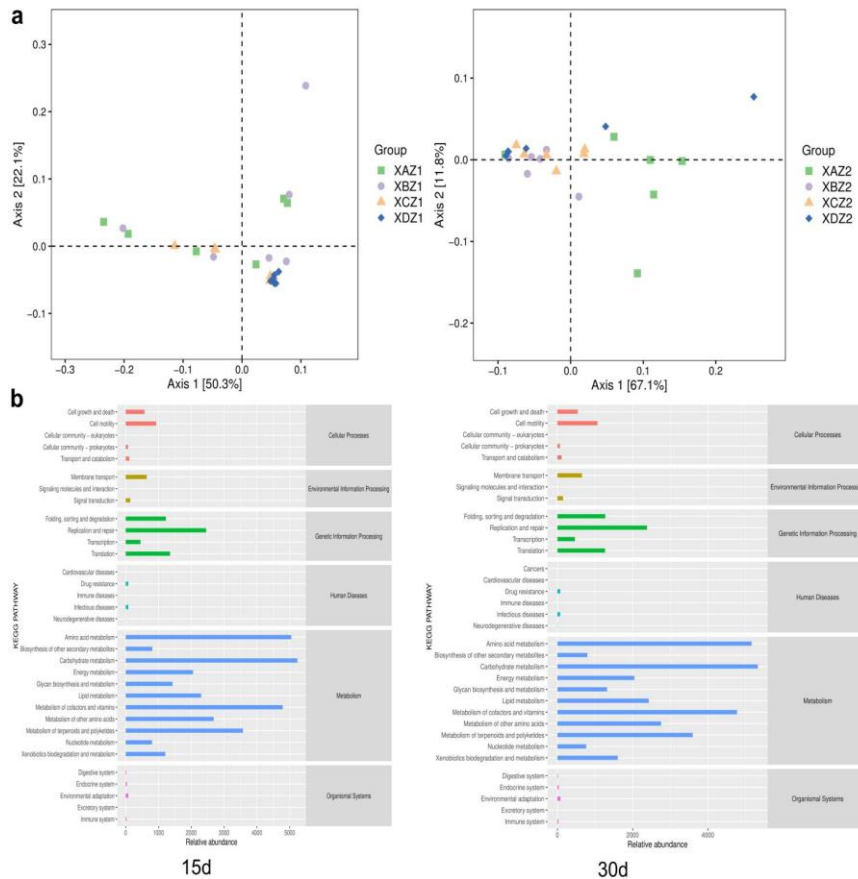 a
0.3
0.2
0.1
0.0
−0.1
Axis 2 [22.1%]
−0.3
−0.2
−0.1
0.0
0.1
Axis 1 [50.3%]
Group
XAZ1
XBZ1
XCZ1
XDZ1
0.1
0.0
−0.1
−0.2
Axis 2 [11.8%]
−0.1
0.0
0.1
0.2
Axis 1 [67.1%]
Group
XAZ2
XBZ2
XCZ2
XDZ2
b
KEGG PATHWAY
Cell growth and death
Cell motility
Cellular community − eukaryotes
Cellular community − prokaryotes
Transport and catabolism
Cellular Processes
Membrane transport
Signaling molecules and interaction
Signal transduction
Environmental Information Processing
Folding, sorting and degradation
Replication and repair
Transcription
Translation
Genetic Information Processing
Cardiovascular diseases
Drug resistance
Immune diseases
Infectious diseases
Neurodegenerative diseases
Human Diseases
Amino acid metabolism
Biosynthesis of other secondary metabolites
Carbohydrate metabolism
Energy metabolism
Glycan biosynthesis and metabolism
Lipid metabolism
Metabolism of cofactors and vitamins
Metabolism of other amino acids
Metabolism of terpenoids and polyketides
Nucleotide metabolism
Xenobiotics biodegradation and metabolism
Metabolism
Digestive system
Endocrine system
Environmental adaptation
Excretory system
Immune system
Organismal Systems
0
1000
2000
3000
4000
5000
Relative abundance
15d
KEGG PATHWAY
Cell growth and death
Cell motility
Cellular community − eukaryotes
Cellular community − prokaryotes
Transport and catabolism
Cellular Processes
Membrane transport
Signaling molecules and interaction
Signal transduction
Environmental Information Process
Folding, sorting and degradation
Replication and repair
Transcription
Translation
Genetic Information Processing
Cancers
Cardiovascular diseases
Drug resistance
Immune diseases
Infectious diseases
Neurodegenerative diseases
Human Diseases
Amino acid metabolism
Biosynthesis of other secondary metabolites
Carbohydrate metabolism
Energy metabolism
Glycan biosynthesis and metabolism
Lipid metabolism
Metabolism of cofactors and vitamins
Metabolism of other amino acids
Metabolism of terpenoids and polyketides
Nucleotide metabolism
Xenobiotics biodegradation and metabolism
Metabolism
Digestive system
Endocrine system
Environmental adaptation
Excretory system
Immune system
Organismal Systems
0
2000
4000
Relative abundance
30d